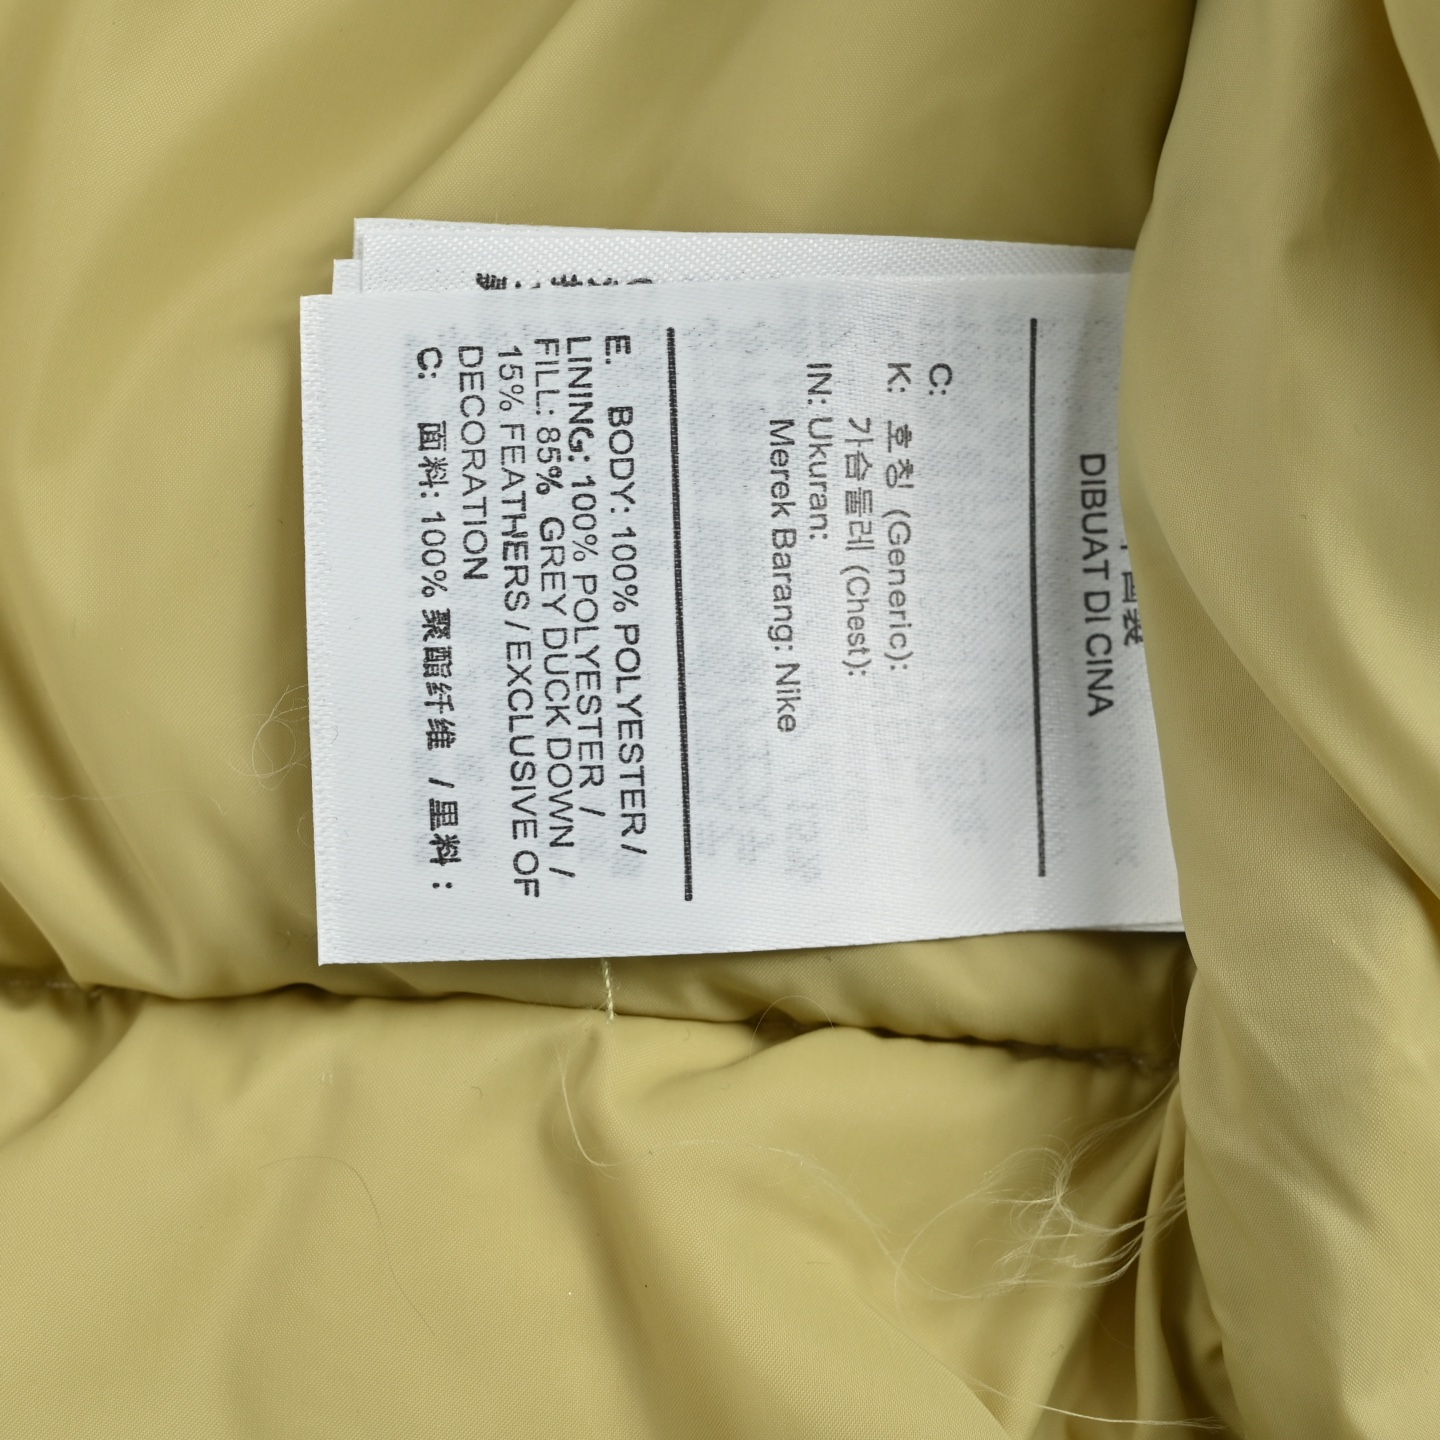 DIBUAT DI CINA
C:
K: 호칭 (Generic):
가슴둘레 (Chest):
IN: Ukuran:
Merek Barang: Nike
E. BODY: 100% POLYESTER /
LINING: 100% POLYESTER /
FILL: 85% GREY DUCK DOWN /
15% FEATHERS / EXCLUSIVE OF
DECORATION
C: 面料: 100% 聚酯纤维 / 里料: